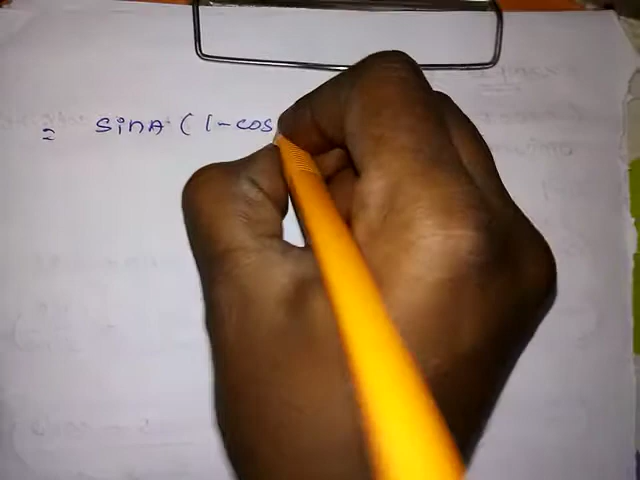 = sinA (1-cos